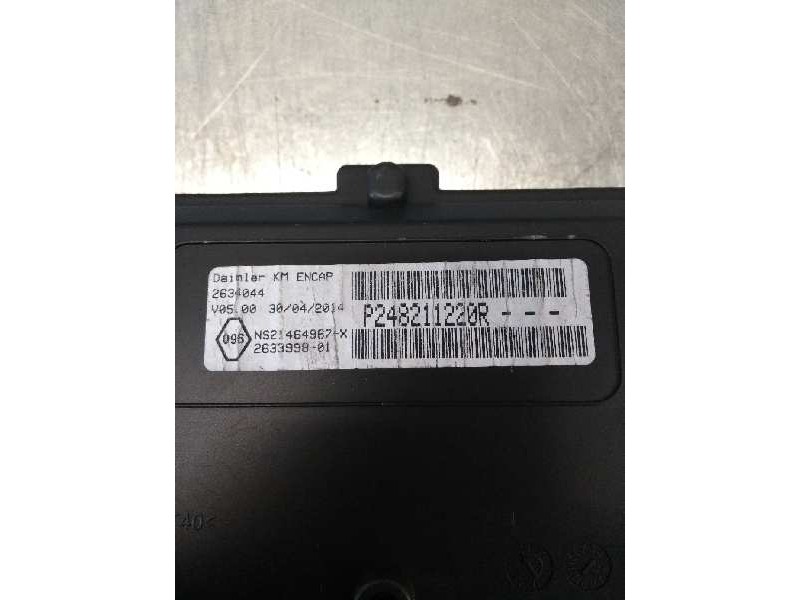 Daimler KM ENCAP
2634044
V05.00 30/04/2014
P248211220R - - -
096
NS21464967-X
2633998-01